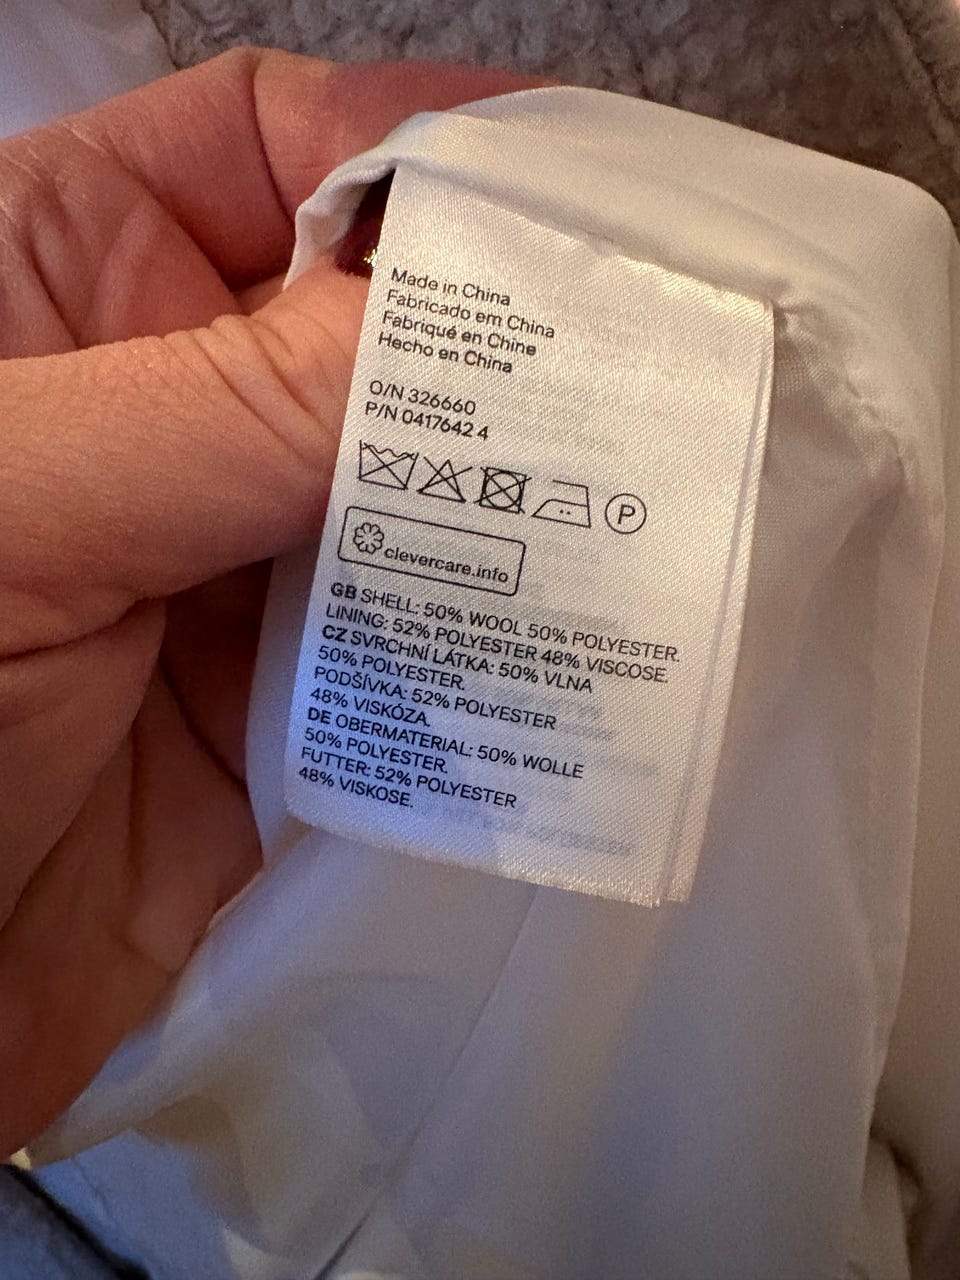 Made in China
Fabricado em China
Fabriqué en Chine
Hecho en China
O/N 326660
P/N 0417642 4
P
clevercare.info
GB SHELL: 50% WOOL 50% POLYESTER.
LINING: 52% POLYESTER 48% VISCOSE.
CZ SVRCHNÍ LÁTKA: 50% VLNA
50% POLYESTER.
PODŠÍVKA: 52% POLYESTER
48% VISKÓZA.
DE OBERMATERIAL: 50% WOLLE
50% POLYESTER.
FUTTER: 52% POLYESTER
48% VISKOSE.